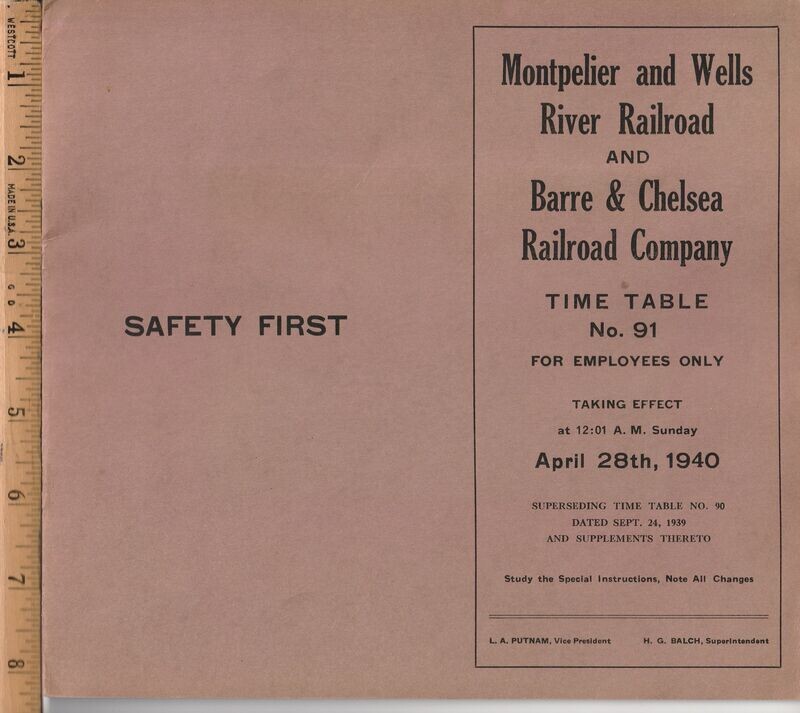 WESTCOTT
1
2
MADE IN U.S.A.
3
4
5
6
7
8
SAFETY FIRST
Montpelier and Wells
River Railroad
AND
Barre & Chelsea
Railroad Company
TIME TABLE
No. 91
FOR EMPLOYEES ONLY
TAKING EFFECT
at 12:01 A. M. Sunday
April 28th, 1940
SUPERSEDING TIME TABLE NO. 90
DATED SEPT. 24, 1939
AND SUPPLEMENTS THERETO
Study the Special Instructions, Note All Changes
L. A. PUTNAM, Vice President H. G. BALCH, Superintendent